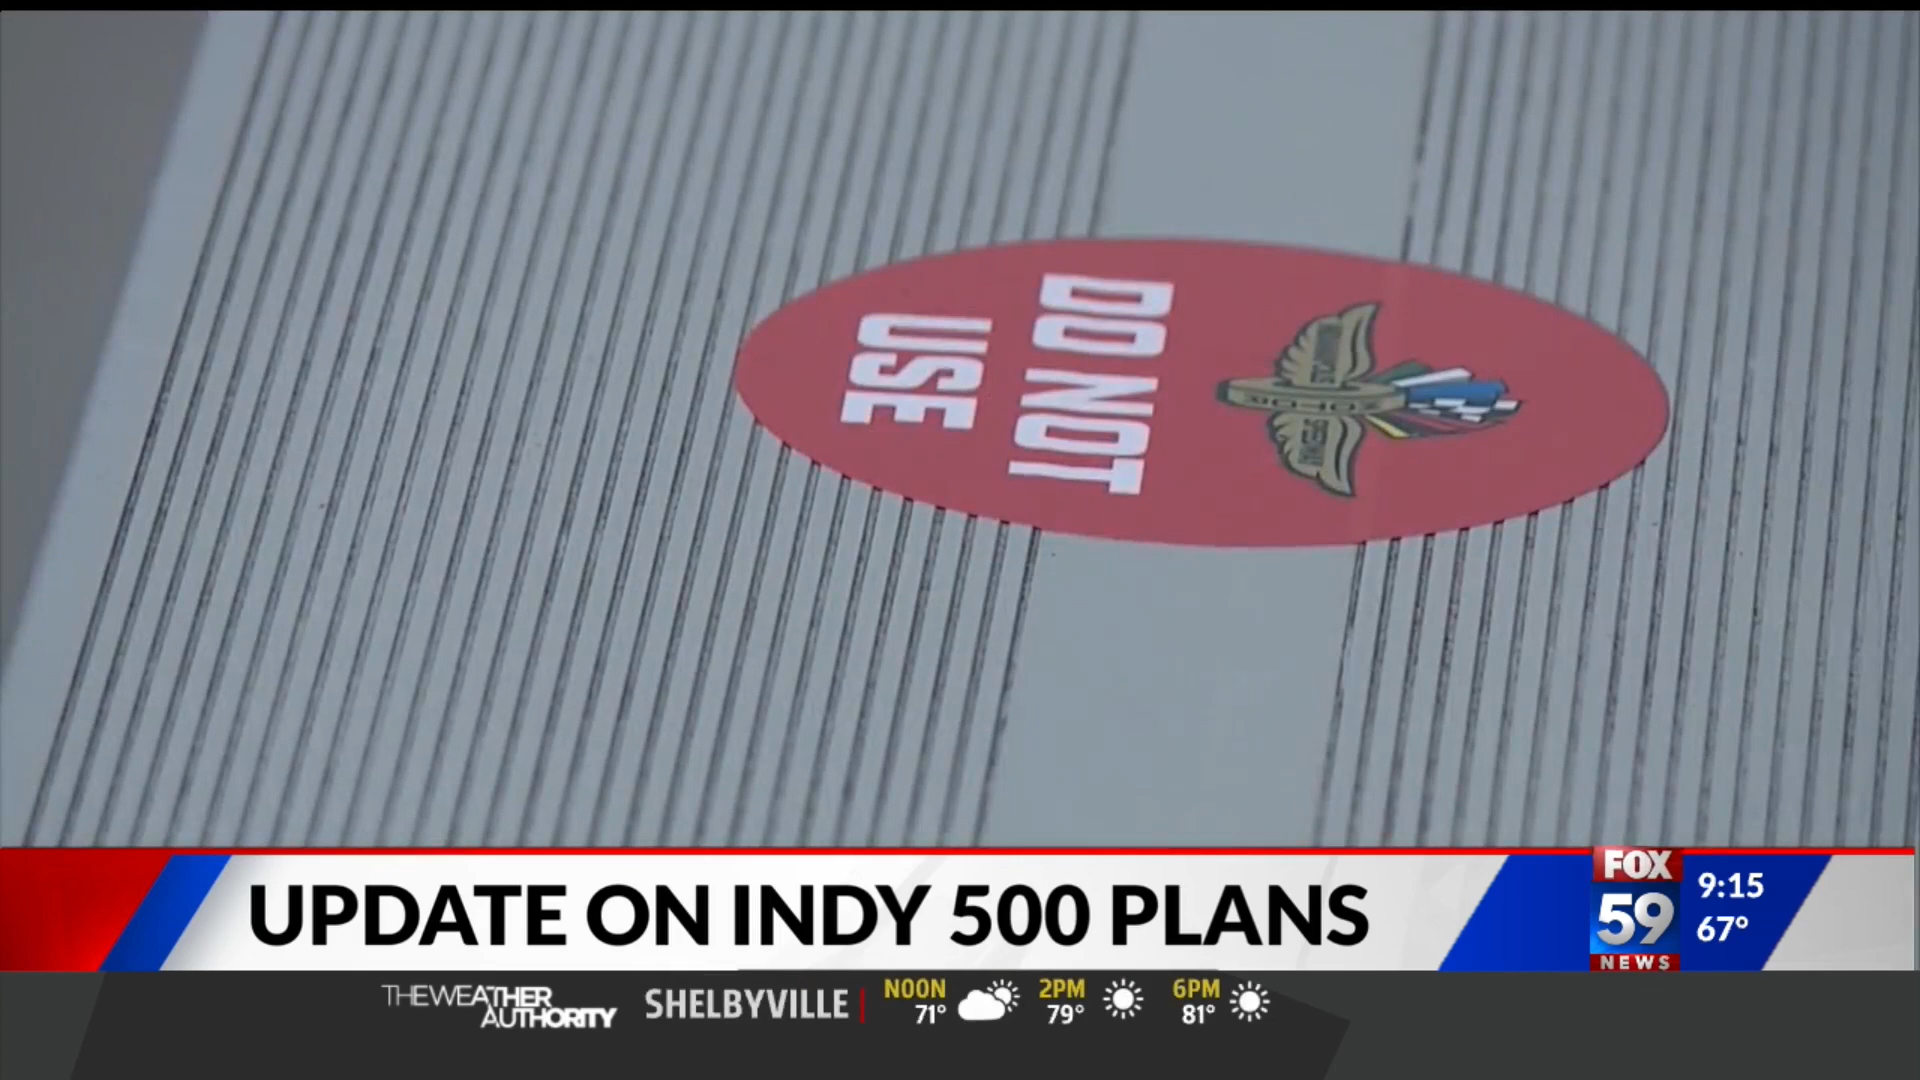 DO NOT
USE
UPDATE ON INDY 500 PLANS
FOX
59
NEWS
9:15
67°
THE WEATHER
AUTHORITY
SHELBYVILLE
NOON
71°
2PM
79°
6PM
81°